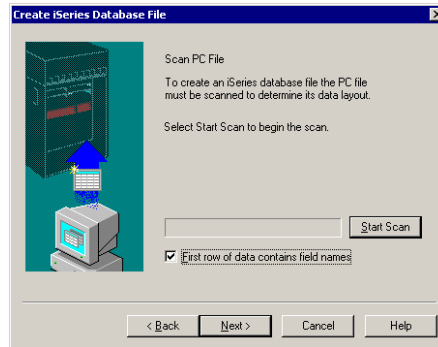 Create iSeries Database File
Scan PC File
To create an iSeries database file the PC file
must be scanned to determine its data layout.
Select Start Scan to begin the scan.
Start Scan
First row of data contains field names
< Back
Next >
Cancel
Help